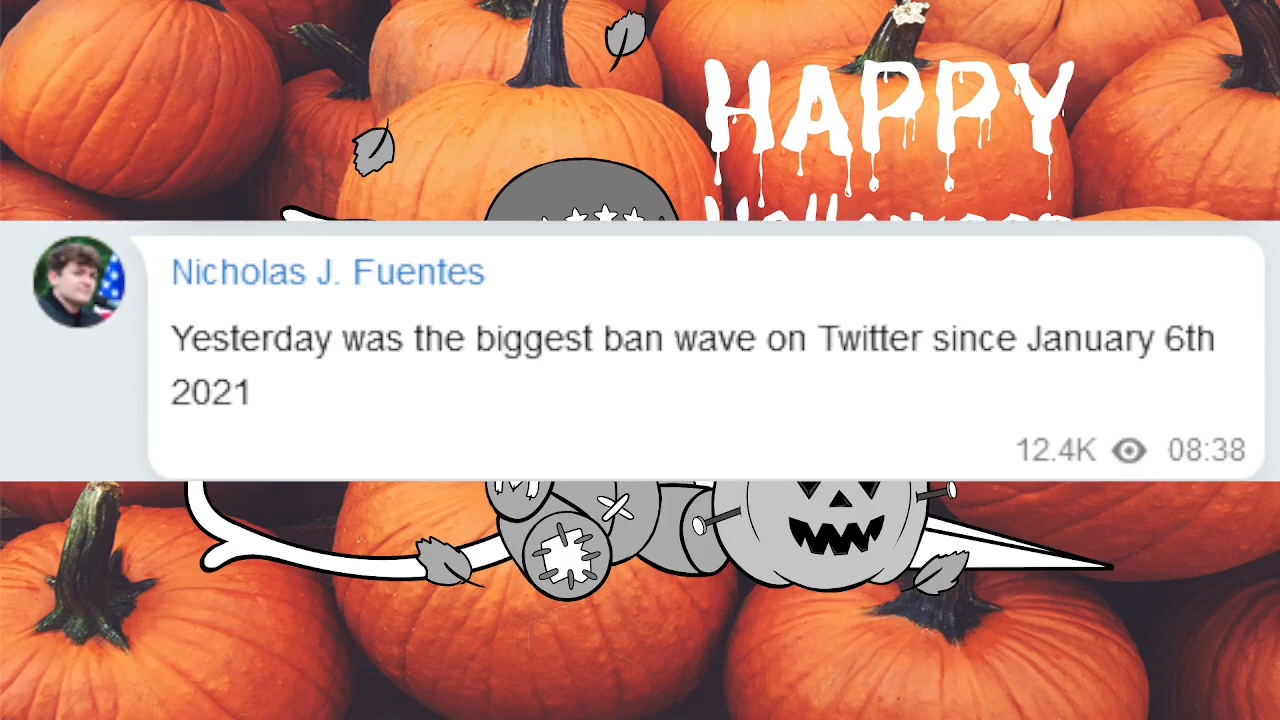 HAPPY
Halloween
Nicholas J. Fuentes
Yesterday was the biggest ban wave on Twitter since January 6th
2021
12.4K 08:38